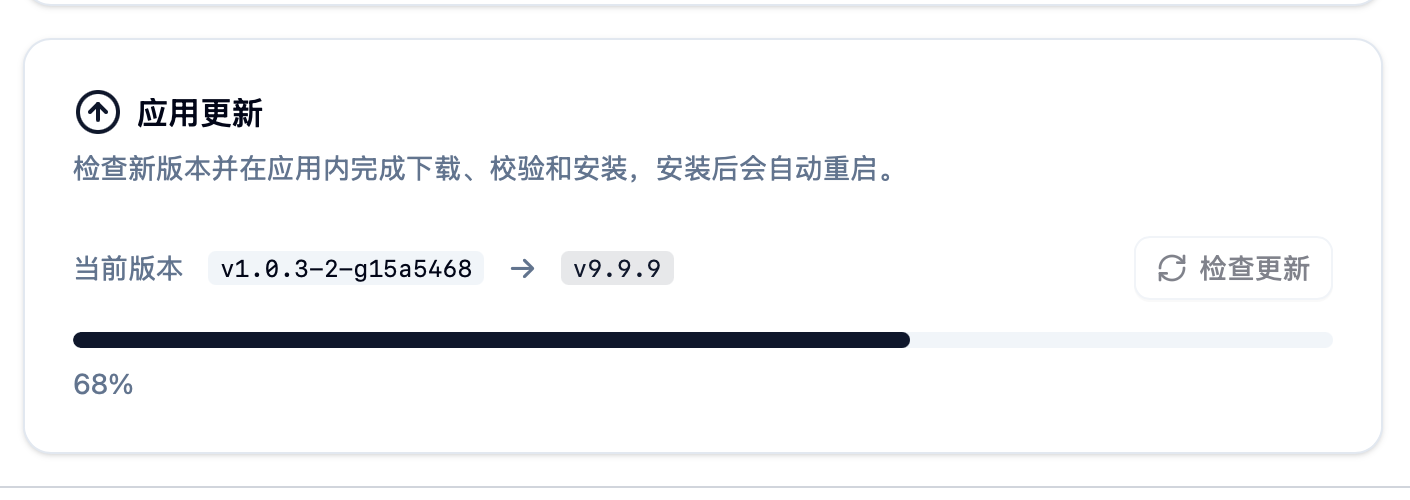 应用更新
检查新版本并在应用内完成下载、校验和安装，安装后会自动重启。
当前版本 v1.0.3-2-g15a5468 → v9.9.9 检查更新
68%